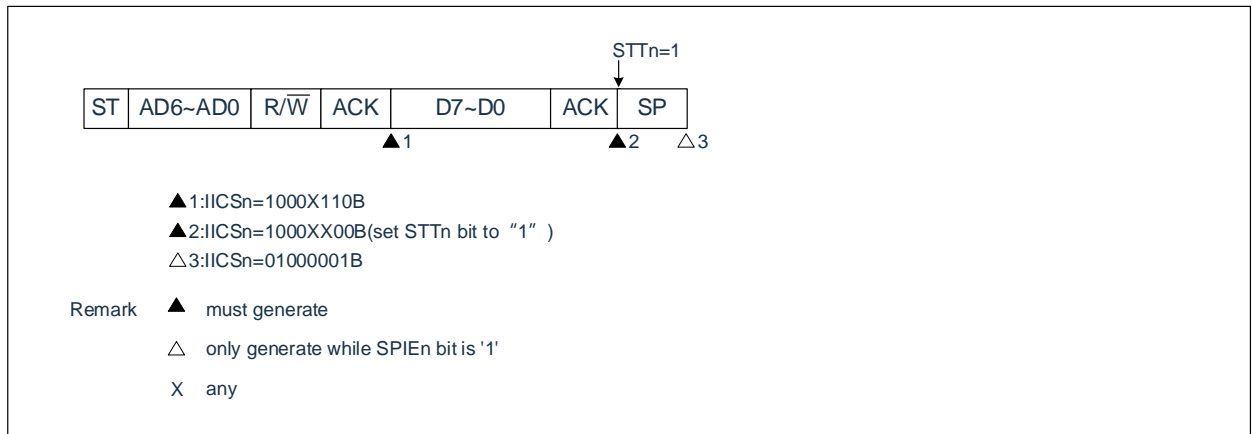 STTn=1
ST AD6~AD0 R/W̅ ACK D7~D0 ACK SP
▲1 ▲2 △3
▲1:IICSn=1000X110B
▲2:IICSn=1000XX00B(set STTn bit to “1” )
△3:IICSn=01000001B
Remark ▲ must generate
△ only generate while SPIEn bit is '1'
X any